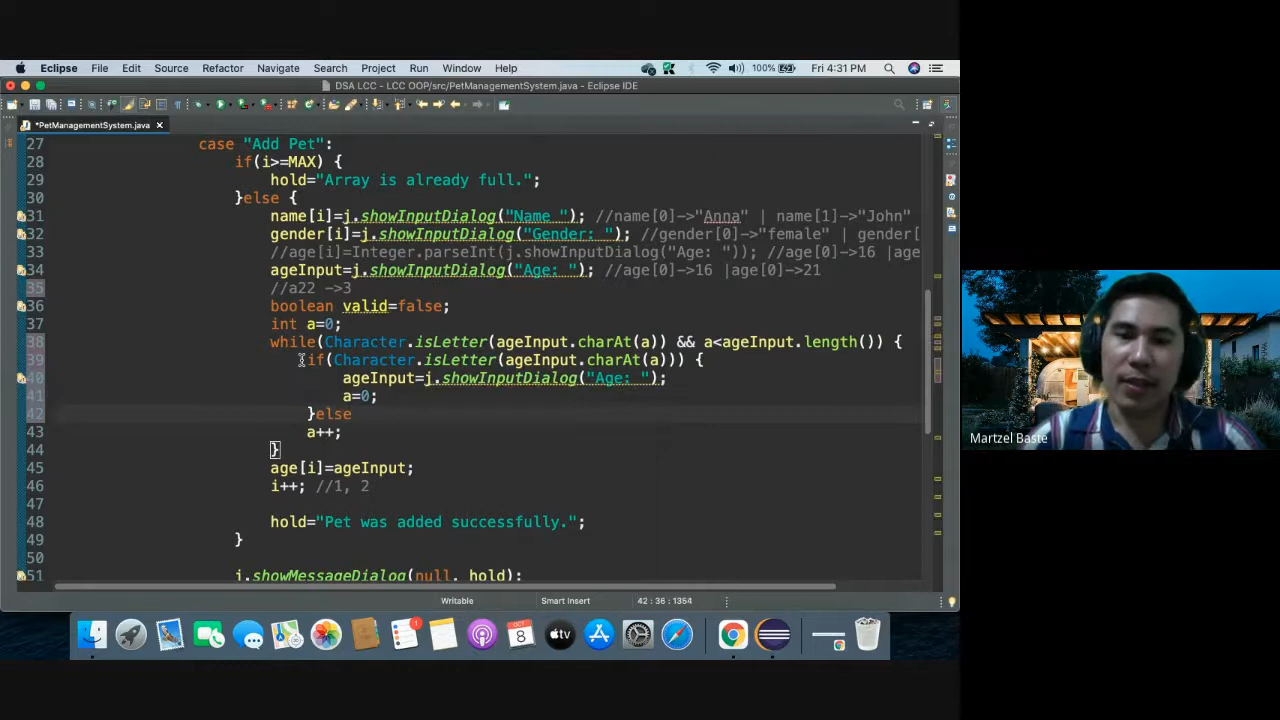 Eclipse File Edit Source Refactor Navigate Search Project Run Window Help 100% Fri 4:31 PM
DSA LCC - LCC OOP/src/PetManagementSystem.java - Eclipse IDE
*PetManagementSystem.java
27 case "Add Pet":
28 if(i>=MAX) {
29 hold="Array is already full.";
30 }else {
31 name[i]=j.showInputDialog("Name "); //name[0]->"Anna" | name[1]->"John"
32 gender[i]=j.showInputDialog("Gender: "); //gender[0]->"female" | gender[
33 //age[i]=Integer.parseInt(j.showInputDialog("Age: ")); //age[0]->16 |age
34 ageInput=j.showInputDialog("Age: "); //age[0]->16 |age[0]->21
35 //a22 ->3
36 boolean valid=false;
37 int a=0;
38 while(Character.isLetter(ageInput.charAt(a)) && a<ageInput.length()) {
39 if(Character.isLetter(ageInput.charAt(a))) {
40 ageInput=j.showInputDialog("Age: ");
41 a=0;
42 }else
43 a++;
44 }
45 age[i]=ageInput;
46 i++; //1, 2
47
48 hold="Pet was added successfully.";
49 }
50
51 j.showMessageDialog(null, hold);
Writable Smart Insert 42:36:1354
Martzel Baste
1
OCT 8
tv